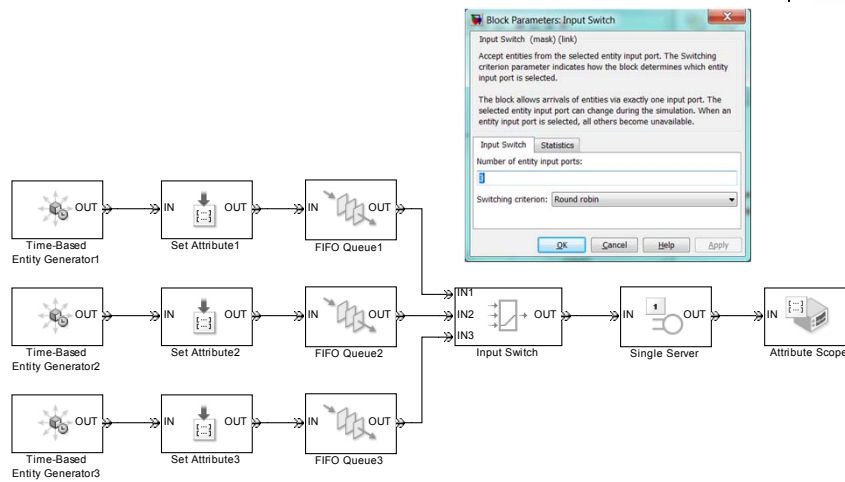 Block Parameters: Input Switch
Input Switch (mask) (link)
Accept entities from the selected entity input port. The Switching
criterion parameter indicates how the block determines which entity
input port is selected.
The block allows arrivals of entities via exactly one input port. The
selected entity input port can change during the simulation. When an
entity input port is selected, all others become unavailable.
Input Switch Statistics
Number of entity input ports:
3
Switching criterion: Round robin
OK Cancel Help Apply
OUT IN OUT IN OUT
Time-Based
Entity Generator1
Set Attribute1
FIFO Queue1
OUT IN OUT IN OUT
Time-Based
Entity Generator2
Set Attribute2
FIFO Queue2
IN1
IN2 OUT
IN3
Input Switch
IN 1 OUT
Single Server
IN
Attribute Scope
OUT IN OUT IN OUT
Time-Based
Entity Generator3
Set Attribute3
FIFO Queue3